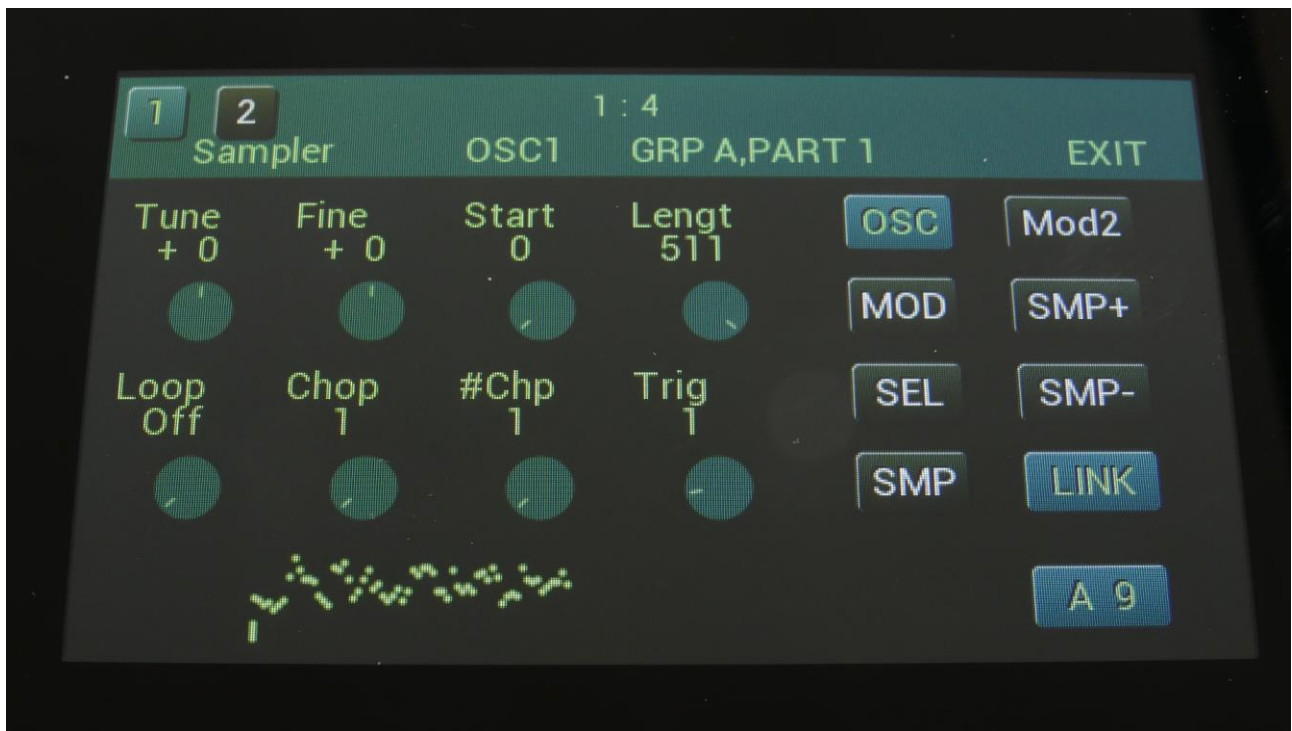 1 2 1 : 4
Sampler OSC1 GRP A,PART 1 EXIT
Tune Fine Start Lengt OSC Mod2
+ 0 + 0 0 511
MOD SMP+
Loop Chop #Chp Trig SEL SMP-
Off 1 1 1
SMP LINK
A 9